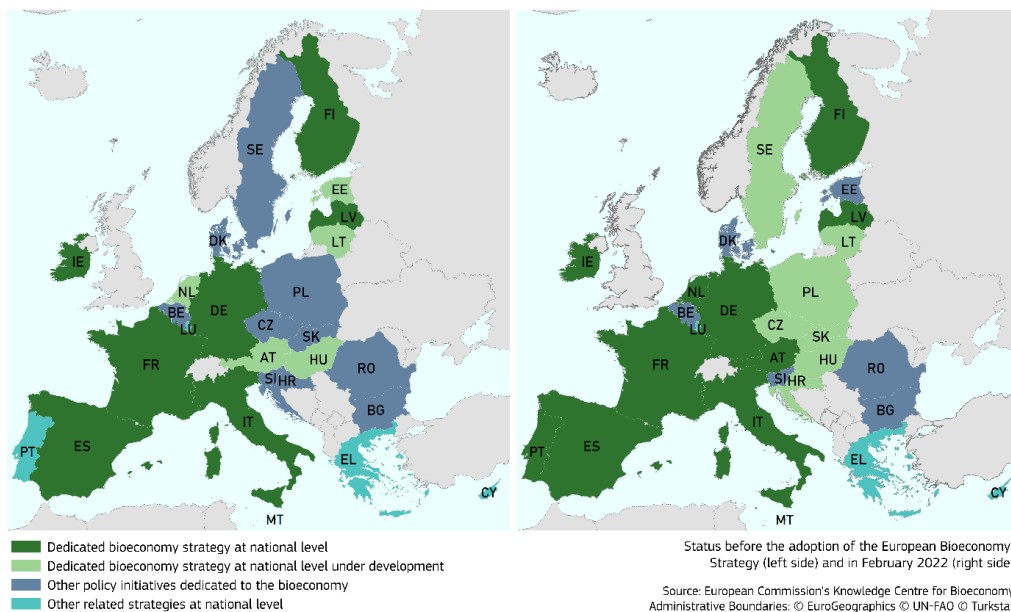 FI
SE
EE
LV
DK
LT
IE
NL
DE
PL
BE
LU
CZ
SK
AT
HU
FR
SI
HR
RO
BG
IT
PT
ES
EL
CY
MT
FI
SE
EE
LV
DK
LT
IE
NL
DE
PL
BE
LU
CZ
SK
AT
HU
FR
SI
HR
RO
BG
IT
PT
ES
EL
CY
MT
Dedicated bioeconomy strategy at national level
Dedicated bioeconomy strategy at national level under development
Other policy initiatives dedicated to the bioeconomy
Other related strategies at national level
Status before the adoption of the European Bioeconomy
Strategy (left side) and in February 2022 (right side
Source: European Commission's Knowledge Centre for Bioeconomy
Administrative Boundaries: © EuroGeographics © UN-FAO © Turksta